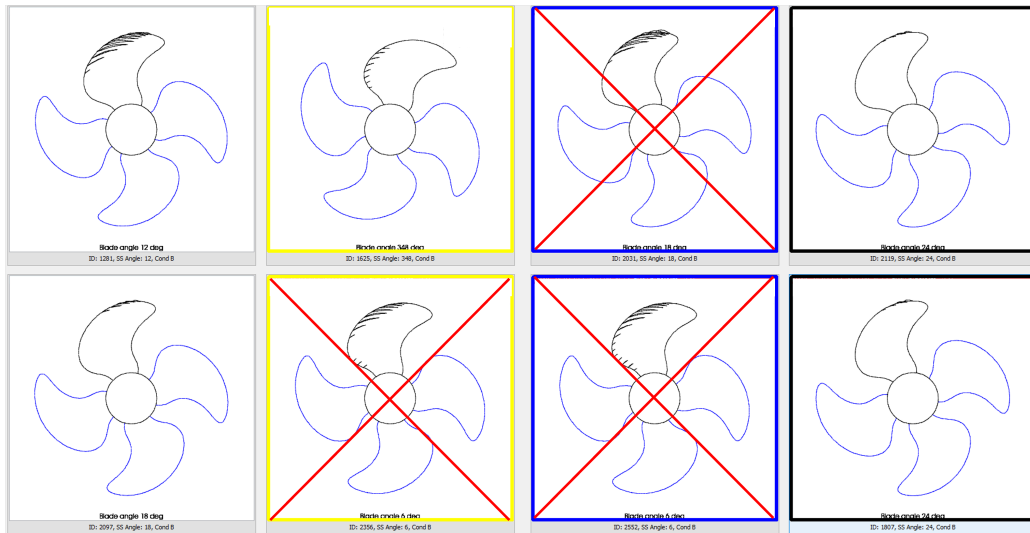 Blade angle 12 deg
ID: 1281, SS Angle: 12, Cond B
Blade angle 348 deg
ID: 1625, SS Angle: 348, Cond B
Blade angle 18 deg
ID: 2031, SS Angle: 18, Cond B
Blade angle 24 deg
ID: 2119, SS Angle: 24, Cond B
Blade angle 18 deg
ID: 2097, SS Angle: 18, Cond B
Blade angle 6 deg
ID: 2356, SS Angle: 6, Cond B
Blade angle 6 deg
ID: 2552, SS Angle: 6, Cond B
Blade angle 24 deg
ID: 1807, SS Angle: 24, Cond B